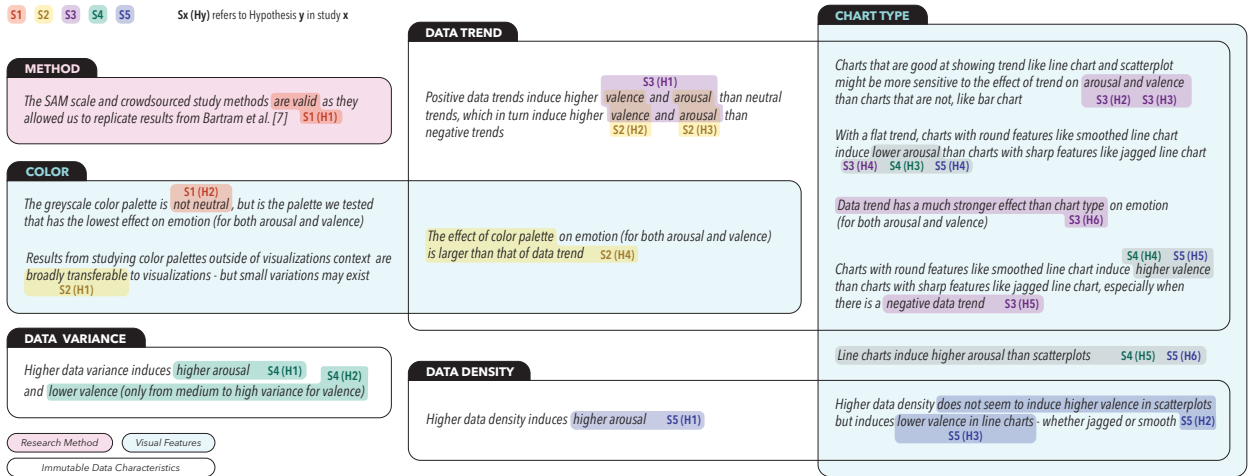 S1 S2 S3 S4 S5 Sx (Hy) refers to Hypothesis y in study x
METHOD
The SAM scale and crowdsourced study methods are valid as they
allowed us to replicate results from Bartram et al. [7] S1 (H1)
COLOR
S1 (H2)
The greyscale color palette is not neutral, but is the palette we tested
that has the lowest effect on emotion (for both arousal and valence)
Results from studying color palettes outside of visualizations context are
broadly transferable to visualizations - but small variations may exist
S2 (H1)
DATA VARIANCE
Higher data variance induces higher arousal S4 (H1) S4 (H2)
and lower valence (only from medium to high variance for valence)
Research Method Visual Features
Immutable Data Characteristics
DATA TREND
S3 (H1)
Positive data trends induce higher valence and arousal than neutral
trends, which in turn induce higher valence and arousal than
negative trends S2 (H2) S2 (H3)
The effect of color palette on emotion (for both arousal and valence)
is larger than that of data trend S2 (H4)
DATA DENSITY
Higher data density induces higher arousal S5 (H1)
CHART TYPE
Charts that are good at showing trend like line chart and scatterplot
might be more sensitive to the effect of trend on arousal and valence
than charts that are not, like bar chart S3 (H2) S3 (H3)
With a flat trend, charts with round features like smoothed line chart
induce lower arousal than charts with sharp features like jagged line chart
S3 (H4) S4 (H3) S5 (H4)
Data trend has a much stronger effect than chart type on emotion
(for both arousal and valence) S3 (H6)
S4 (H4) S5 (H5)
Charts with round features like smoothed line chart induce higher valence
than charts with sharp features like jagged line chart, especially when
there is a negative data trend S3 (H5)
Line charts induce higher arousal than scatterplots S4 (H5) S5 (H6)
Higher data density does not seem to induce higher valence in scatterplots
but induces lower valence in line charts - whether jagged or smooth S5 (H2)
S5 (H3)